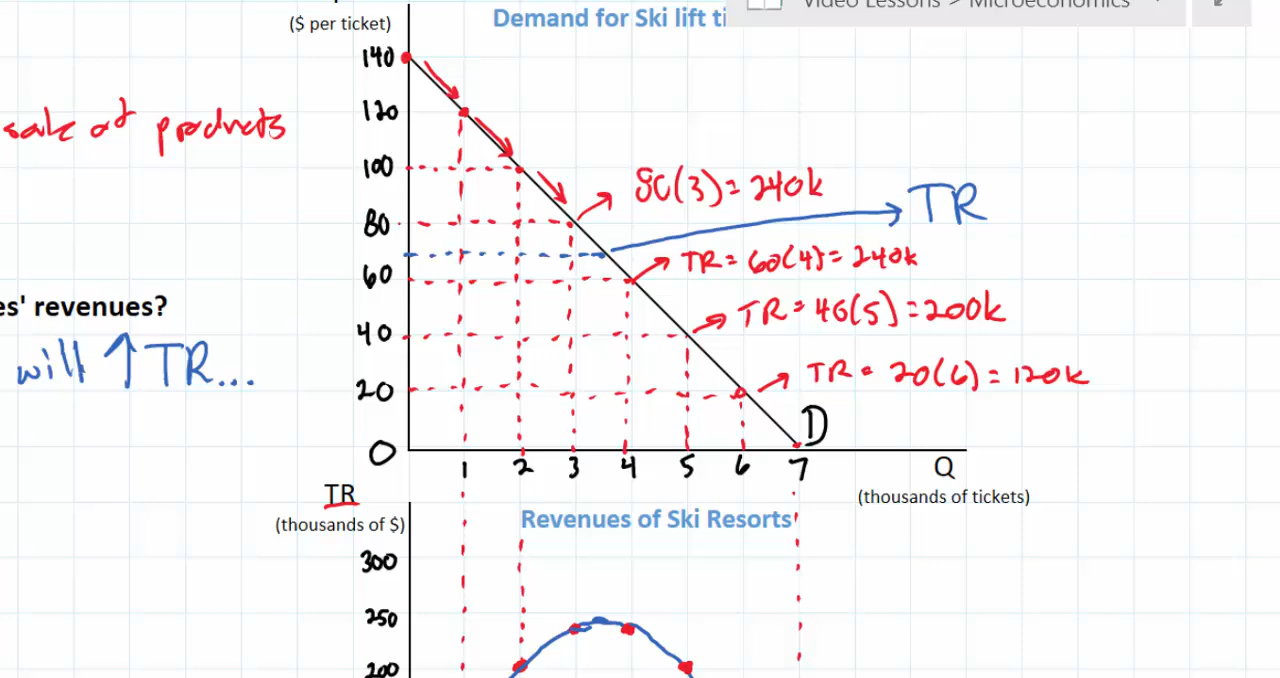 Video Lessons > Microeconomics
($ per ticket)
Demand for Ski lift ti
140
120
sale of products
100
80(3)=240k
TR
80
TR=60(4)=240k
60
es' revenues?
TR=40(5)=200k
40
will ↑ TR...
TR=20(6)=120k
20
D
0
1 2 3 4 5 6 7
Q
TR
(thousands of tickets)
(thousands of $)
Revenues of Ski Resorts
300
250
200